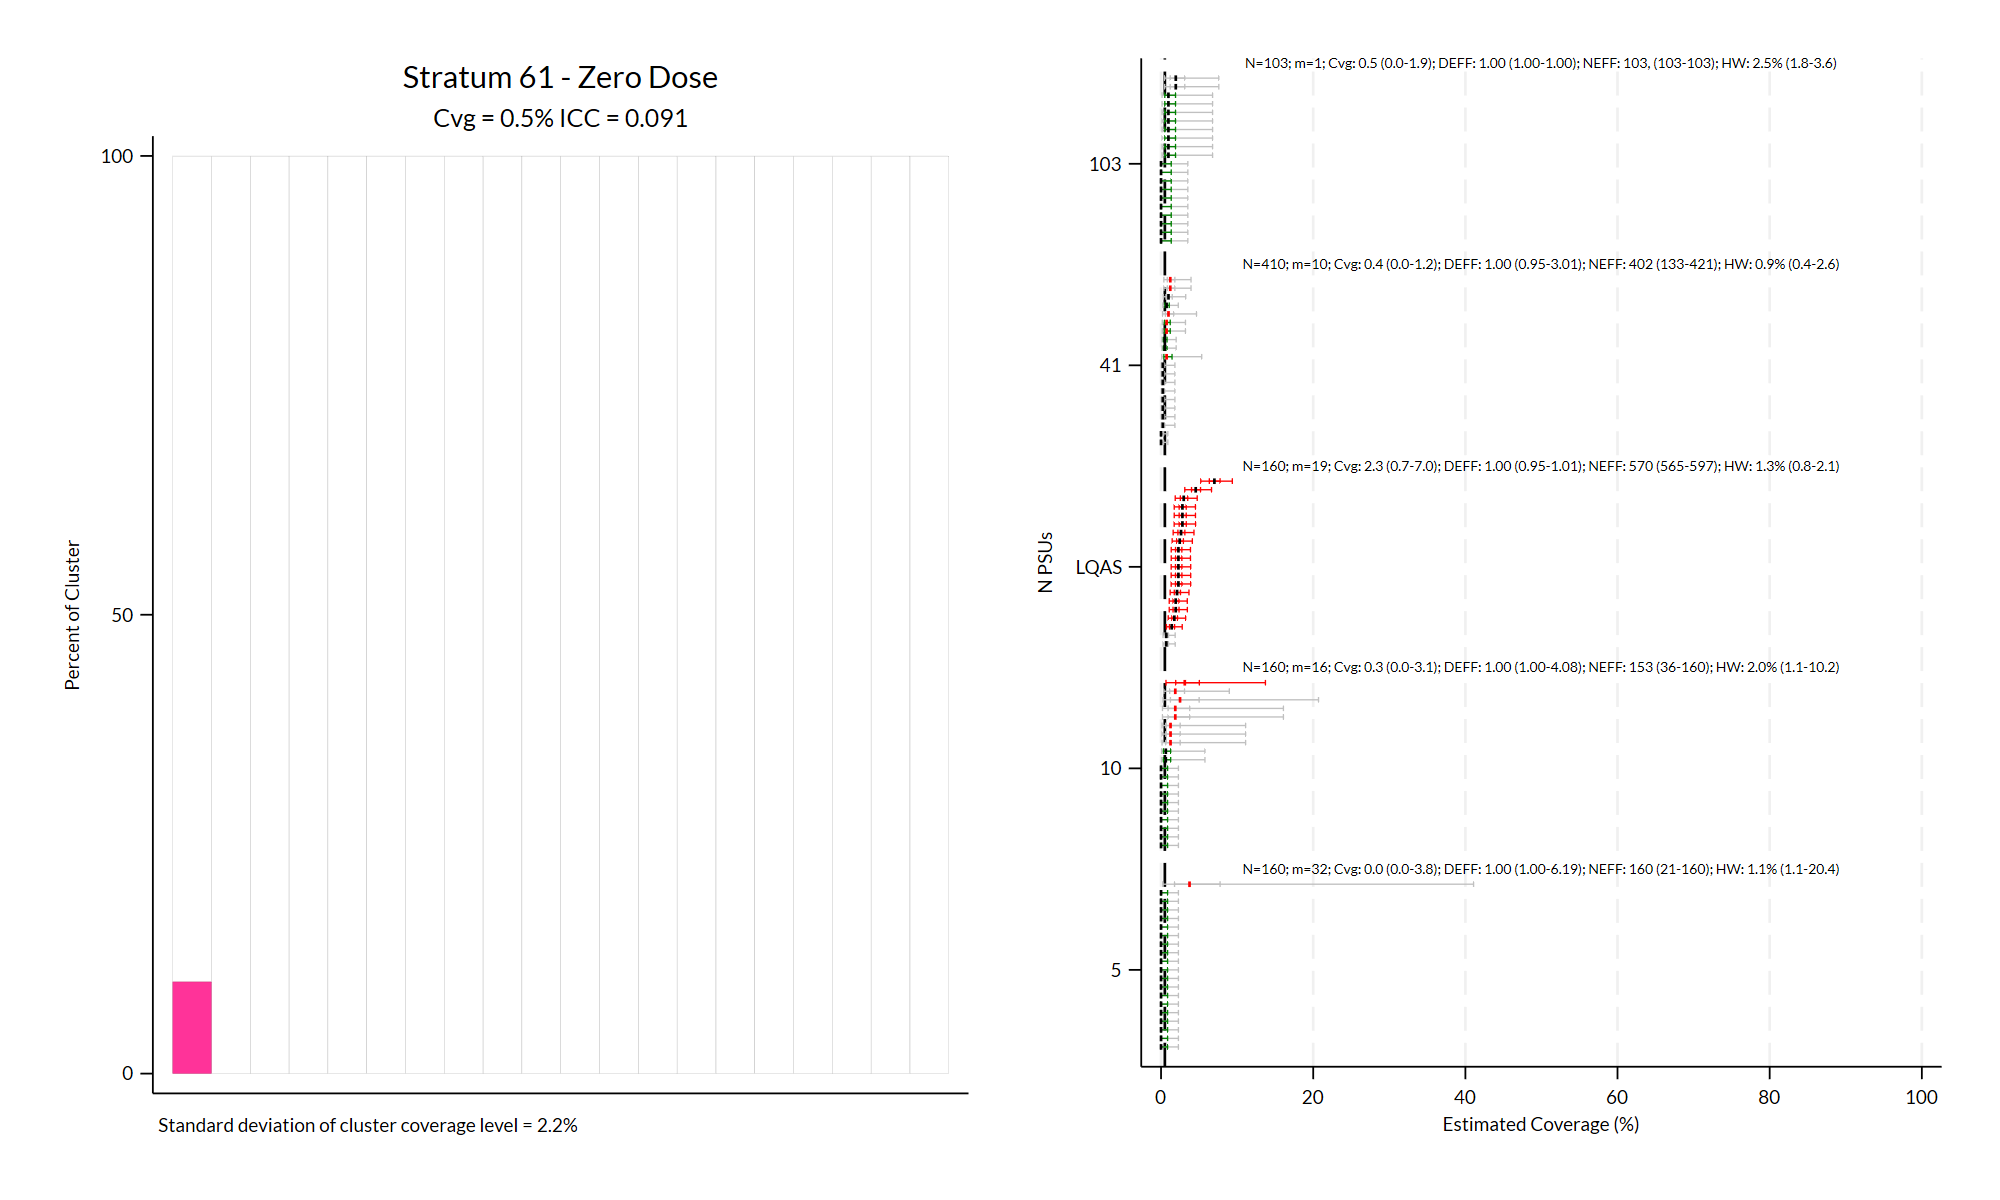 Stratum 61 - Zero Dose
Cvg = 0.5% ICC = 0.091
100
50
0
Percent of Cluster
Standard deviation of cluster coverage level = 2.2%
N=103; m=1; Cvg: 0.5 (0.0-1.9); DEFF: 1.00 (1.00-1.00); NEFF: 103, (103-103); HW: 2.5% (1.8-3.6)
103
N=410; m=10; Cvg: 0.4 (0.0-1.2); DEFF: 1.00 (0.95-3.01); NEFF: 402 (133-421); HW: 0.9% (0.4-2.6)
41
N=160; m=19; Cvg: 2.3 (0.7-7.0); DEFF: 1.00 (0.95-1.01); NEFF: 570 (565-597); HW: 1.3% (0.8-2.1)
N PSUs
LQAS
N=160; m=16; Cvg: 0.3 (0.0-3.1); DEFF: 1.00 (1.00-4.08); NEFF: 153 (36-160); HW: 2.0% (1.1-10.2)
10
N=160; m=32; Cvg: 0.0 (0.0-3.8); DEFF: 1.00 (1.00-6.19); NEFF: 160 (21-160); HW: 1.1% (1.1-20.4)
5
0 20 40 60 80 100
Estimated Coverage (%)